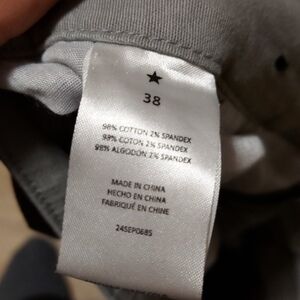 ★
38
98% COTTON 2% SPANDEX
98% COTON 2% SPANDEX
98% ALGODON 2% SPANDEX
MADE IN CHINA
HECHO EN CHINA
FABRIQUÉ EN CHINE
24SEP0685